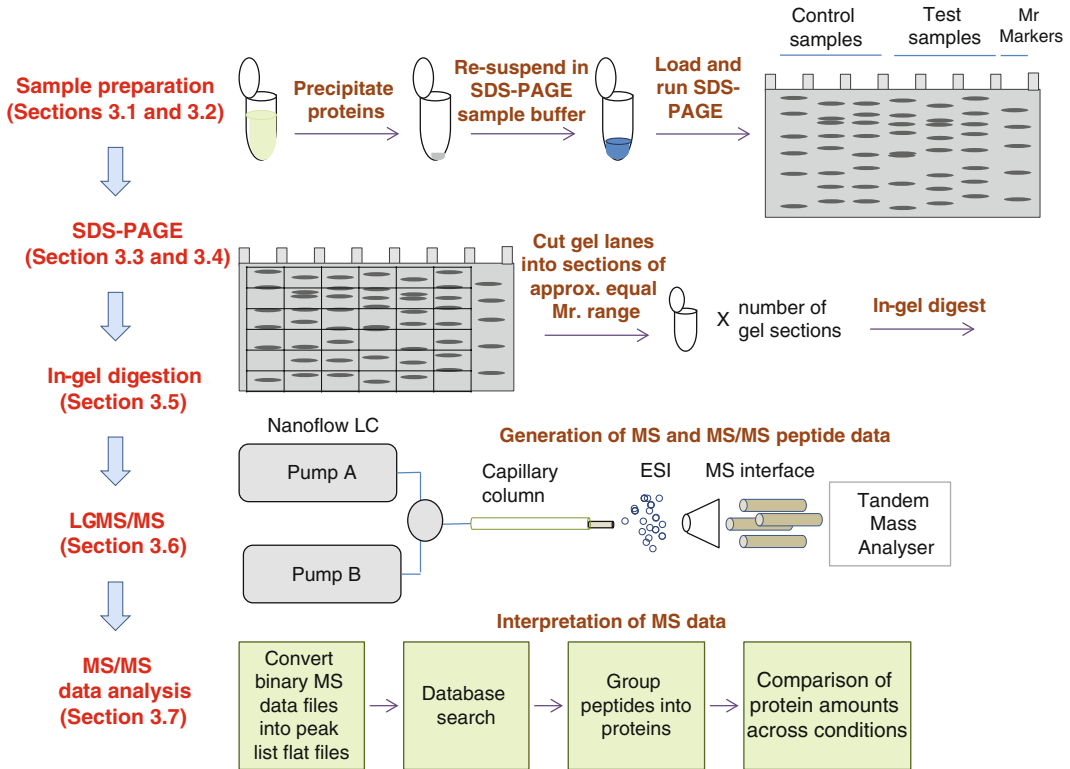 Control
samples
Test
samples
Mr
Markers
Sample preparation
(Sections 3.1 and 3.2)
Precipitate
proteins
Re-suspend in
SDS-PAGE
sample buffer
Load and
run SDS-
PAGE
SDS-PAGE
(Section 3.3 and 3.4)
Cut gel lanes
into sections of
approx. equal
Mr. range
X
number of
gel sections
In-gel digest
In-gel digestion
(Section 3.5)
Nanoflow LC
Generation of MS and MS/MS peptide data
Pump A
Capillary
column
ESI
MS interface
Tandem
Mass
Analyser
LGMS/MS
(Section 3.6)
Pump B
Interpretation of MS data
MS/MS
data analysis
(Section 3.7)
Convert
binary MS
data files
into peak
list flat files
Database
search
Group
peptides into
proteins
Comparison of
protein amounts
across conditions